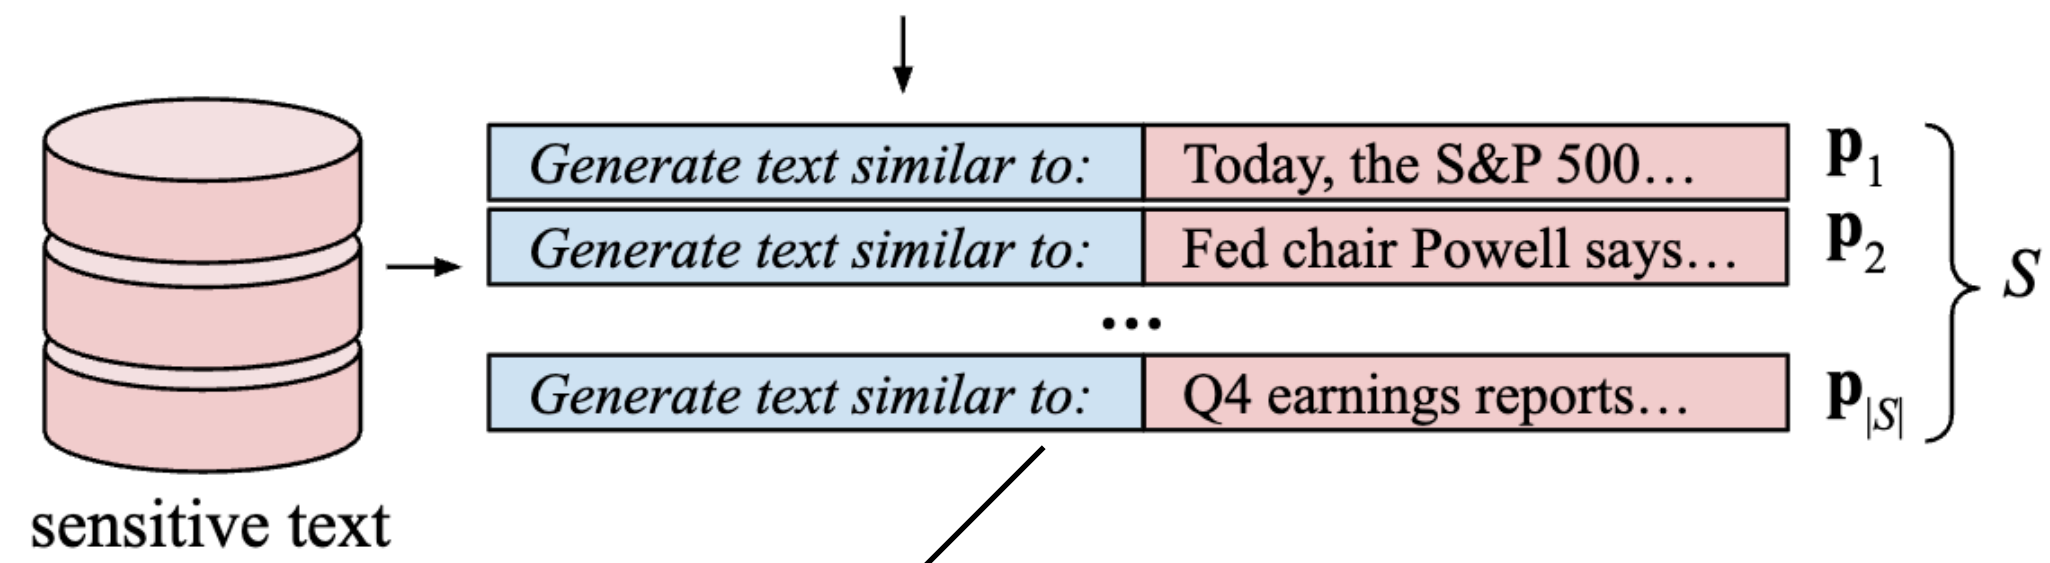 Generate text similar to: Today, the S&P 500… p1
Generate text similar to: Fed chair Powell says… p2
S
...
Generate text similar to: Q4 earnings reports… p|S|
sensitive text